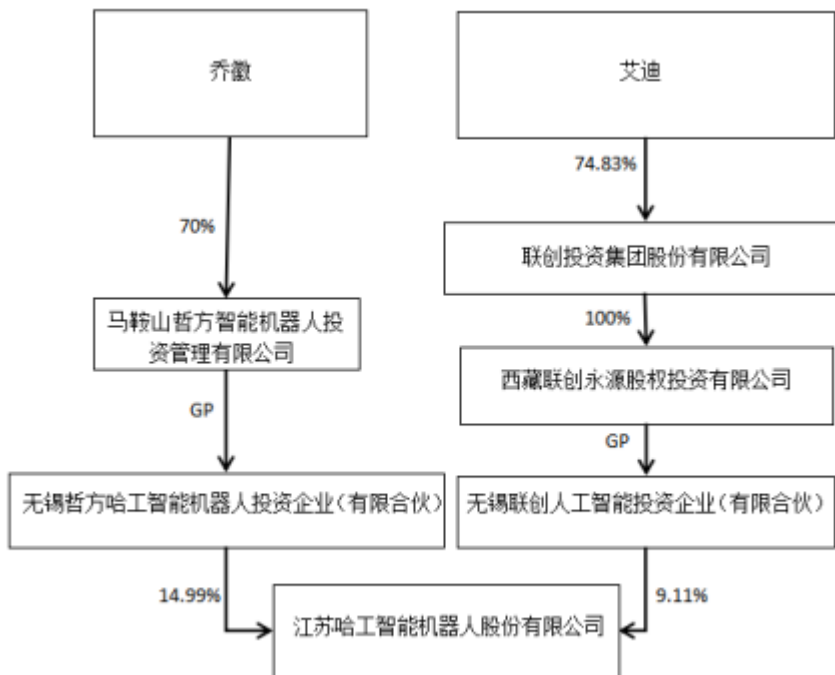 乔徽
艾迪
74.83%
70%
联创投资集团股份有限公司
马鞍山哲方智能机器人投
资管理有限公司
100%
西藏联创永源股权投资有限公司
GP
GP
无锡哲方哈工智能机器人投资企业（有限合伙）
无锡联创人工智能投资企业（有限合伙）
14.99%
9.11%
江苏哈工智能机器人股份有限公司